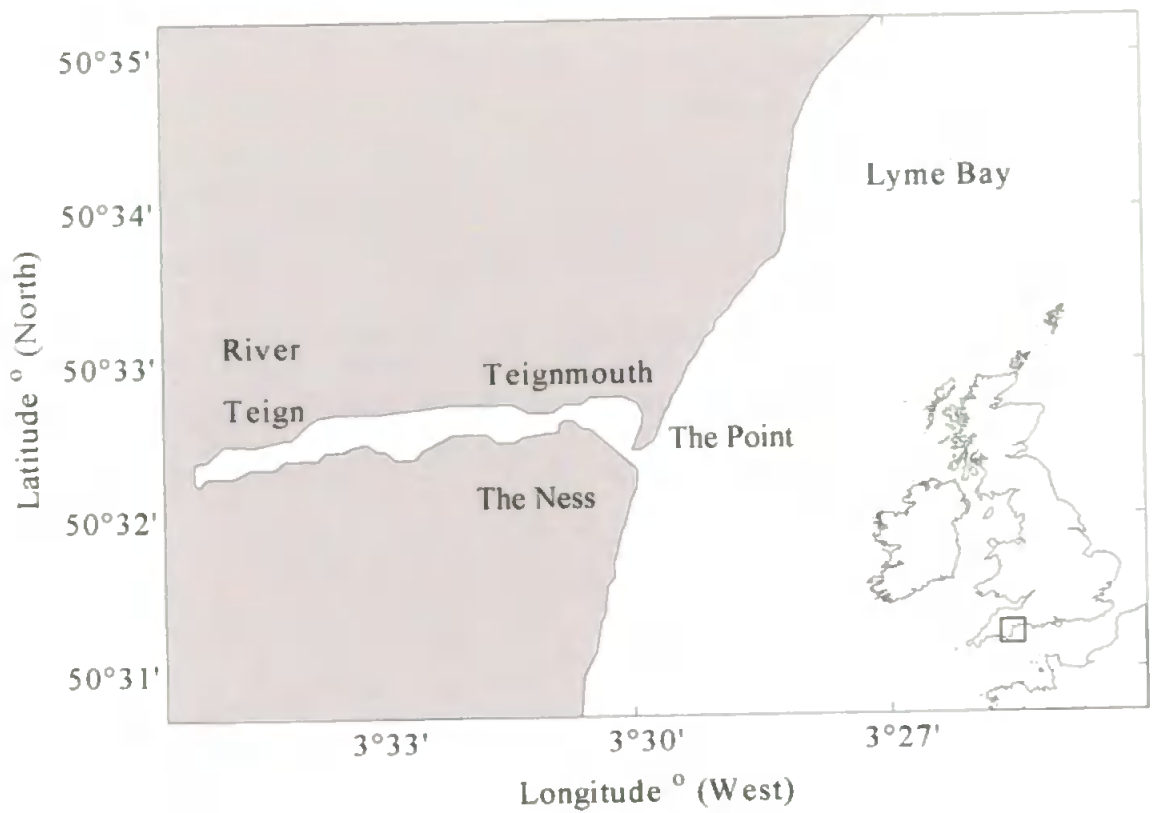 50°35'
Lyme Bay
50°34'
Latitude ° (North)
River
50°33'
Teignmouth
Teign
The Point
The Ness
50°32'
50°31'
3°33'
3°30'
3°27'
Longitude ° (West)